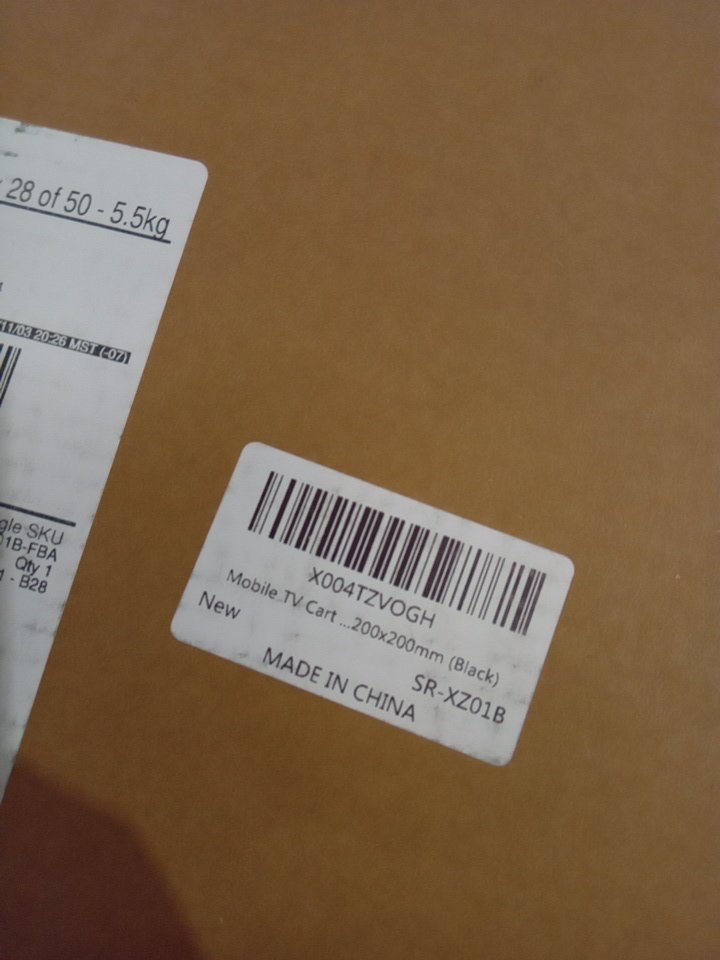 28 of 50 - 5.5kg
11/03 20:26 MST (-07)
SKU
1B-FBA
Qty 1
- B28
X004TZVOGH
Mobile TV Cart ...200x200mm (Black)
New
SR-XZ01B
MADE IN CHINA